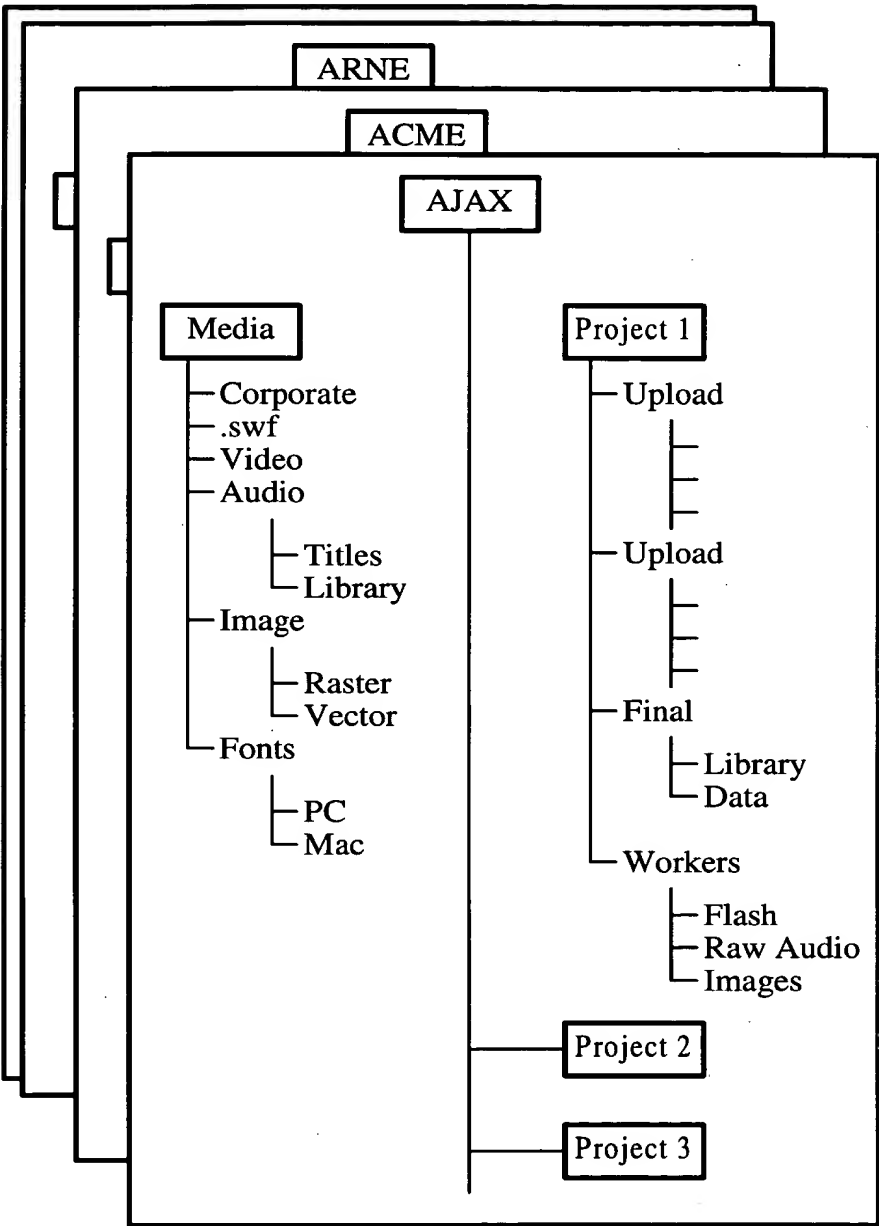 ARNE
ACME
AJAX
Media
Corporate
.swf
Video
Audio
Titles
Library
Image
Raster
Vector
Fonts
PC
Mac
Project 1
Upload
Upload
Final
Library
Data
Workers
Flash
Raw Audio
Images
Project 2
Project 3